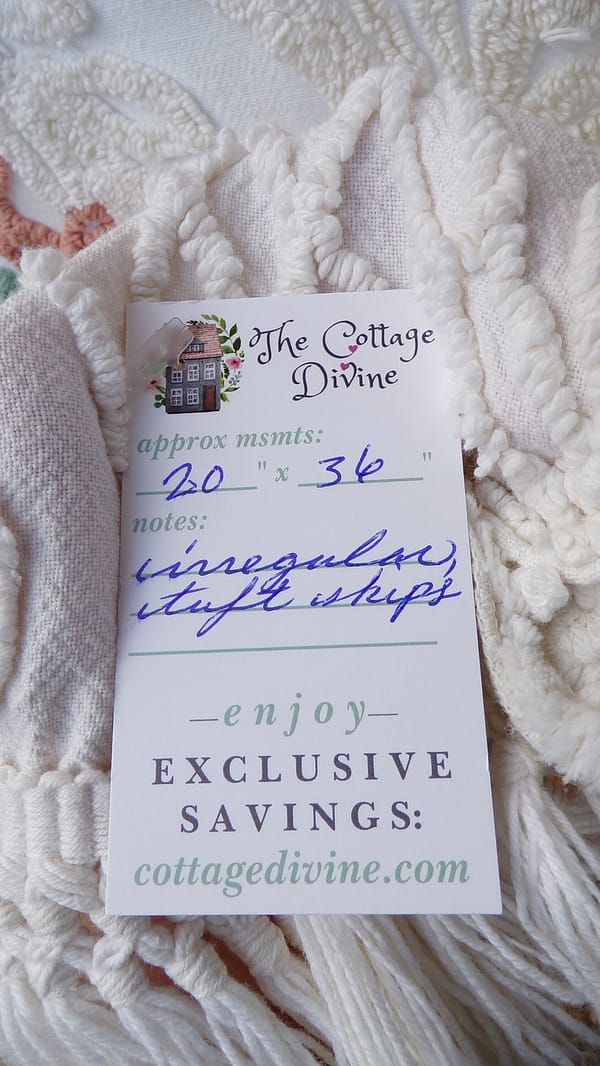 The Cottage
Divine
approx msmts:
20 " x 36 "
notes:
irregular,
tuft skips
—enjoy—
EXCLUSIVE
SAVINGS:
cottagedivine.com